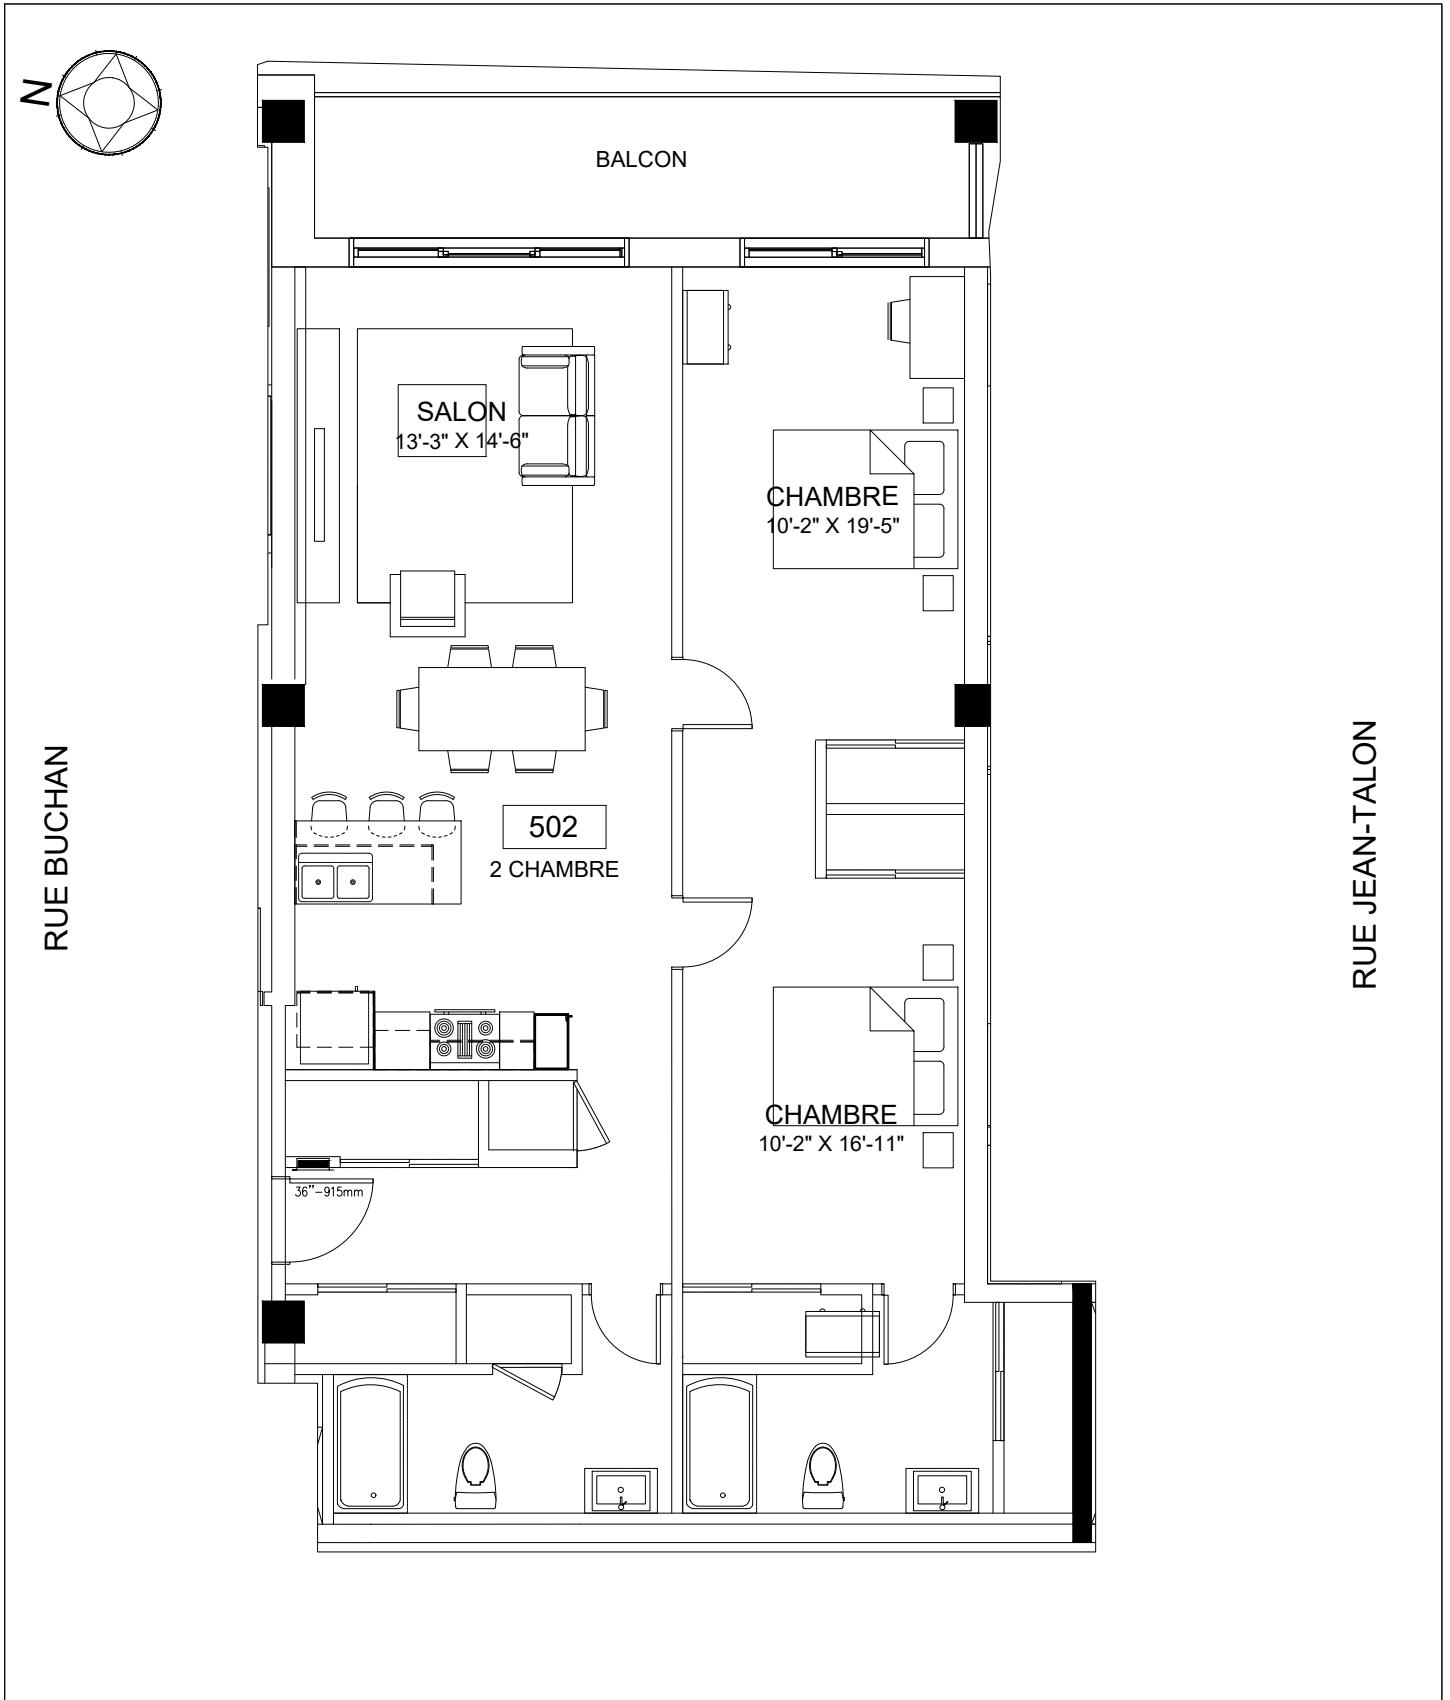 N
BALCON
SALON
13'-3" X 14'-6"
CHAMBRE
10'-2" X 19'-5"
RUE BUCHAN
RUE JEAN-TALON
502
2 CHAMBRE
CHAMBRE
10'-2" X 16'-11"
36"-915mm